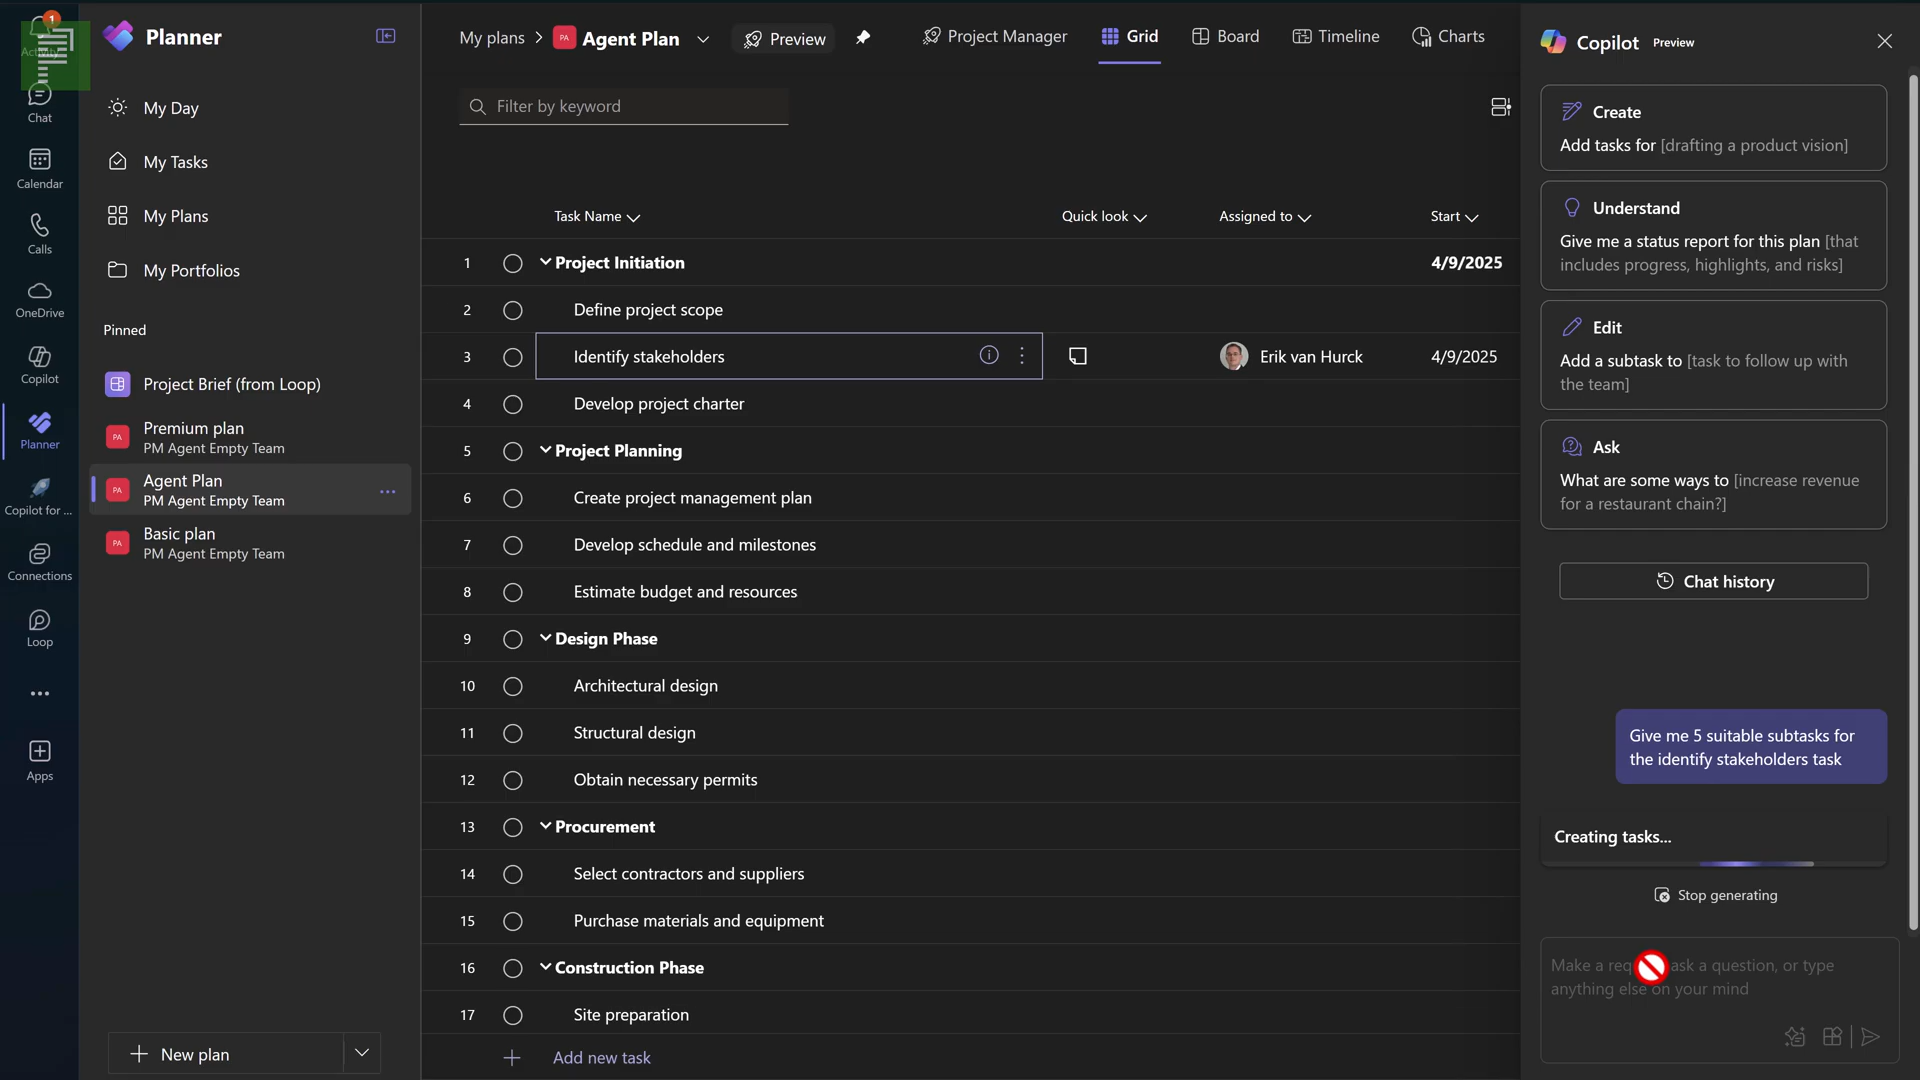 1
Activity
Chat
Calendar
Calls
OneDrive
Copilot
Planner
Copilot for ...
Connections
Loop
Apps
Planner
My Day
My Tasks
My Plans
My Portfolios
Pinned
Project Brief (from Loop)
PA
Premium plan
PM Agent Empty Team
PA
Agent Plan
PM Agent Empty Team
PA
Basic plan
PM Agent Empty Team
New plan
My plans > PA Agent Plan
Preview
Project Manager
Grid
Board
Timeline
Charts
Filter by keyword
Task Name Quick look Assigned to Start
1 Project Initiation 4/9/2025
2 Define project scope
3 Identify stakeholders Erik van Hurck 4/9/2025
4 Develop project charter
5 Project Planning
6 Create project management plan
7 Develop schedule and milestones
8 Estimate budget and resources
9 Design Phase
10 Architectural design
11 Structural design
12 Obtain necessary permits
13 Procurement
14 Select contractors and suppliers
15 Purchase materials and equipment
16 Construction Phase
17 Site preparation
Add new task
Copilot Preview
Create
Add tasks for [drafting a product vision]
Understand
Give me a status report for this plan [that
includes progress, highlights, and risks]
Edit
Add a subtask to [task to follow up with
the team]
Ask
What are some ways to [increase revenue
for a restaurant chain?]
Chat history
Give me 5 suitable subtasks for
the identify stakeholders task
Creating tasks...
Stop generating
Make a req ask a question, or type
anything else on your mind